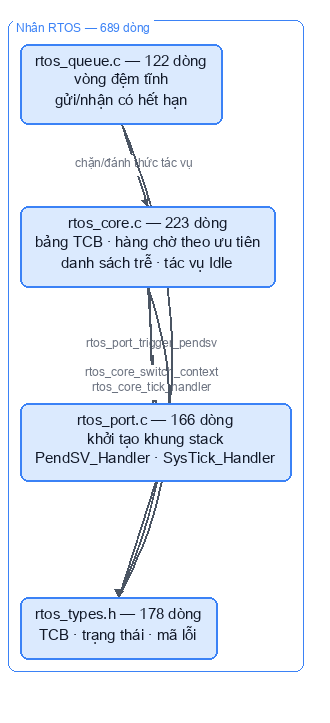 Nhân RTOS — 689 dòng
rtos_queue.c — 122 dòng
vòng đệm tĩnh
gửi/nhận có hết hạn
chặn/đánh thức tác vụ
rtos_core.c — 223 dòng
bảng TCB · hàng chờ theo ưu tiên
danh sách trễ · tác vụ Idle
rtos_port_trigger_pendsv
rtos_core_switch_context
rtos_core_tick_handler
rtos_port.c — 166 dòng
khởi tạo khung stack
PendSV_Handler · SysTick_Handler
rtos_types.h — 178 dòng
TCB · trạng thái · mã lỗi